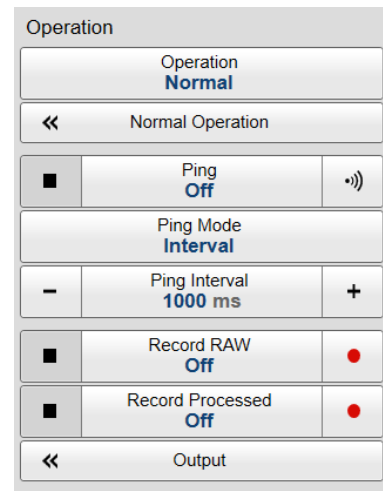 Operation
Operation
Normal
Normal Operation
Ping
Off
Ping Mode
Interval
Ping Interval
1000 ms
Record RAW
Off
Record Processed
Off
Output